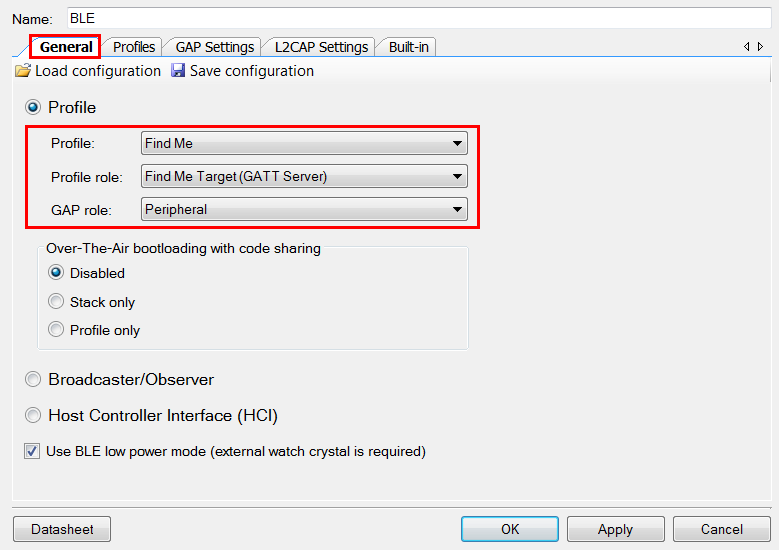 Name: BLE
General Profiles GAP Settings L2CAP Settings Built-in
Load configuration Save configuration
Profile
Profile: Find Me
Profile role: Find Me Target (GATT Server)
GAP role: Peripheral
Over-The-Air bootloading with code sharing
Disabled
Stack only
Profile only
Broadcaster/Observer
Host Controller Interface (HCI)
Use BLE low power mode (external watch crystal is required)
Datasheet OK Apply Cancel